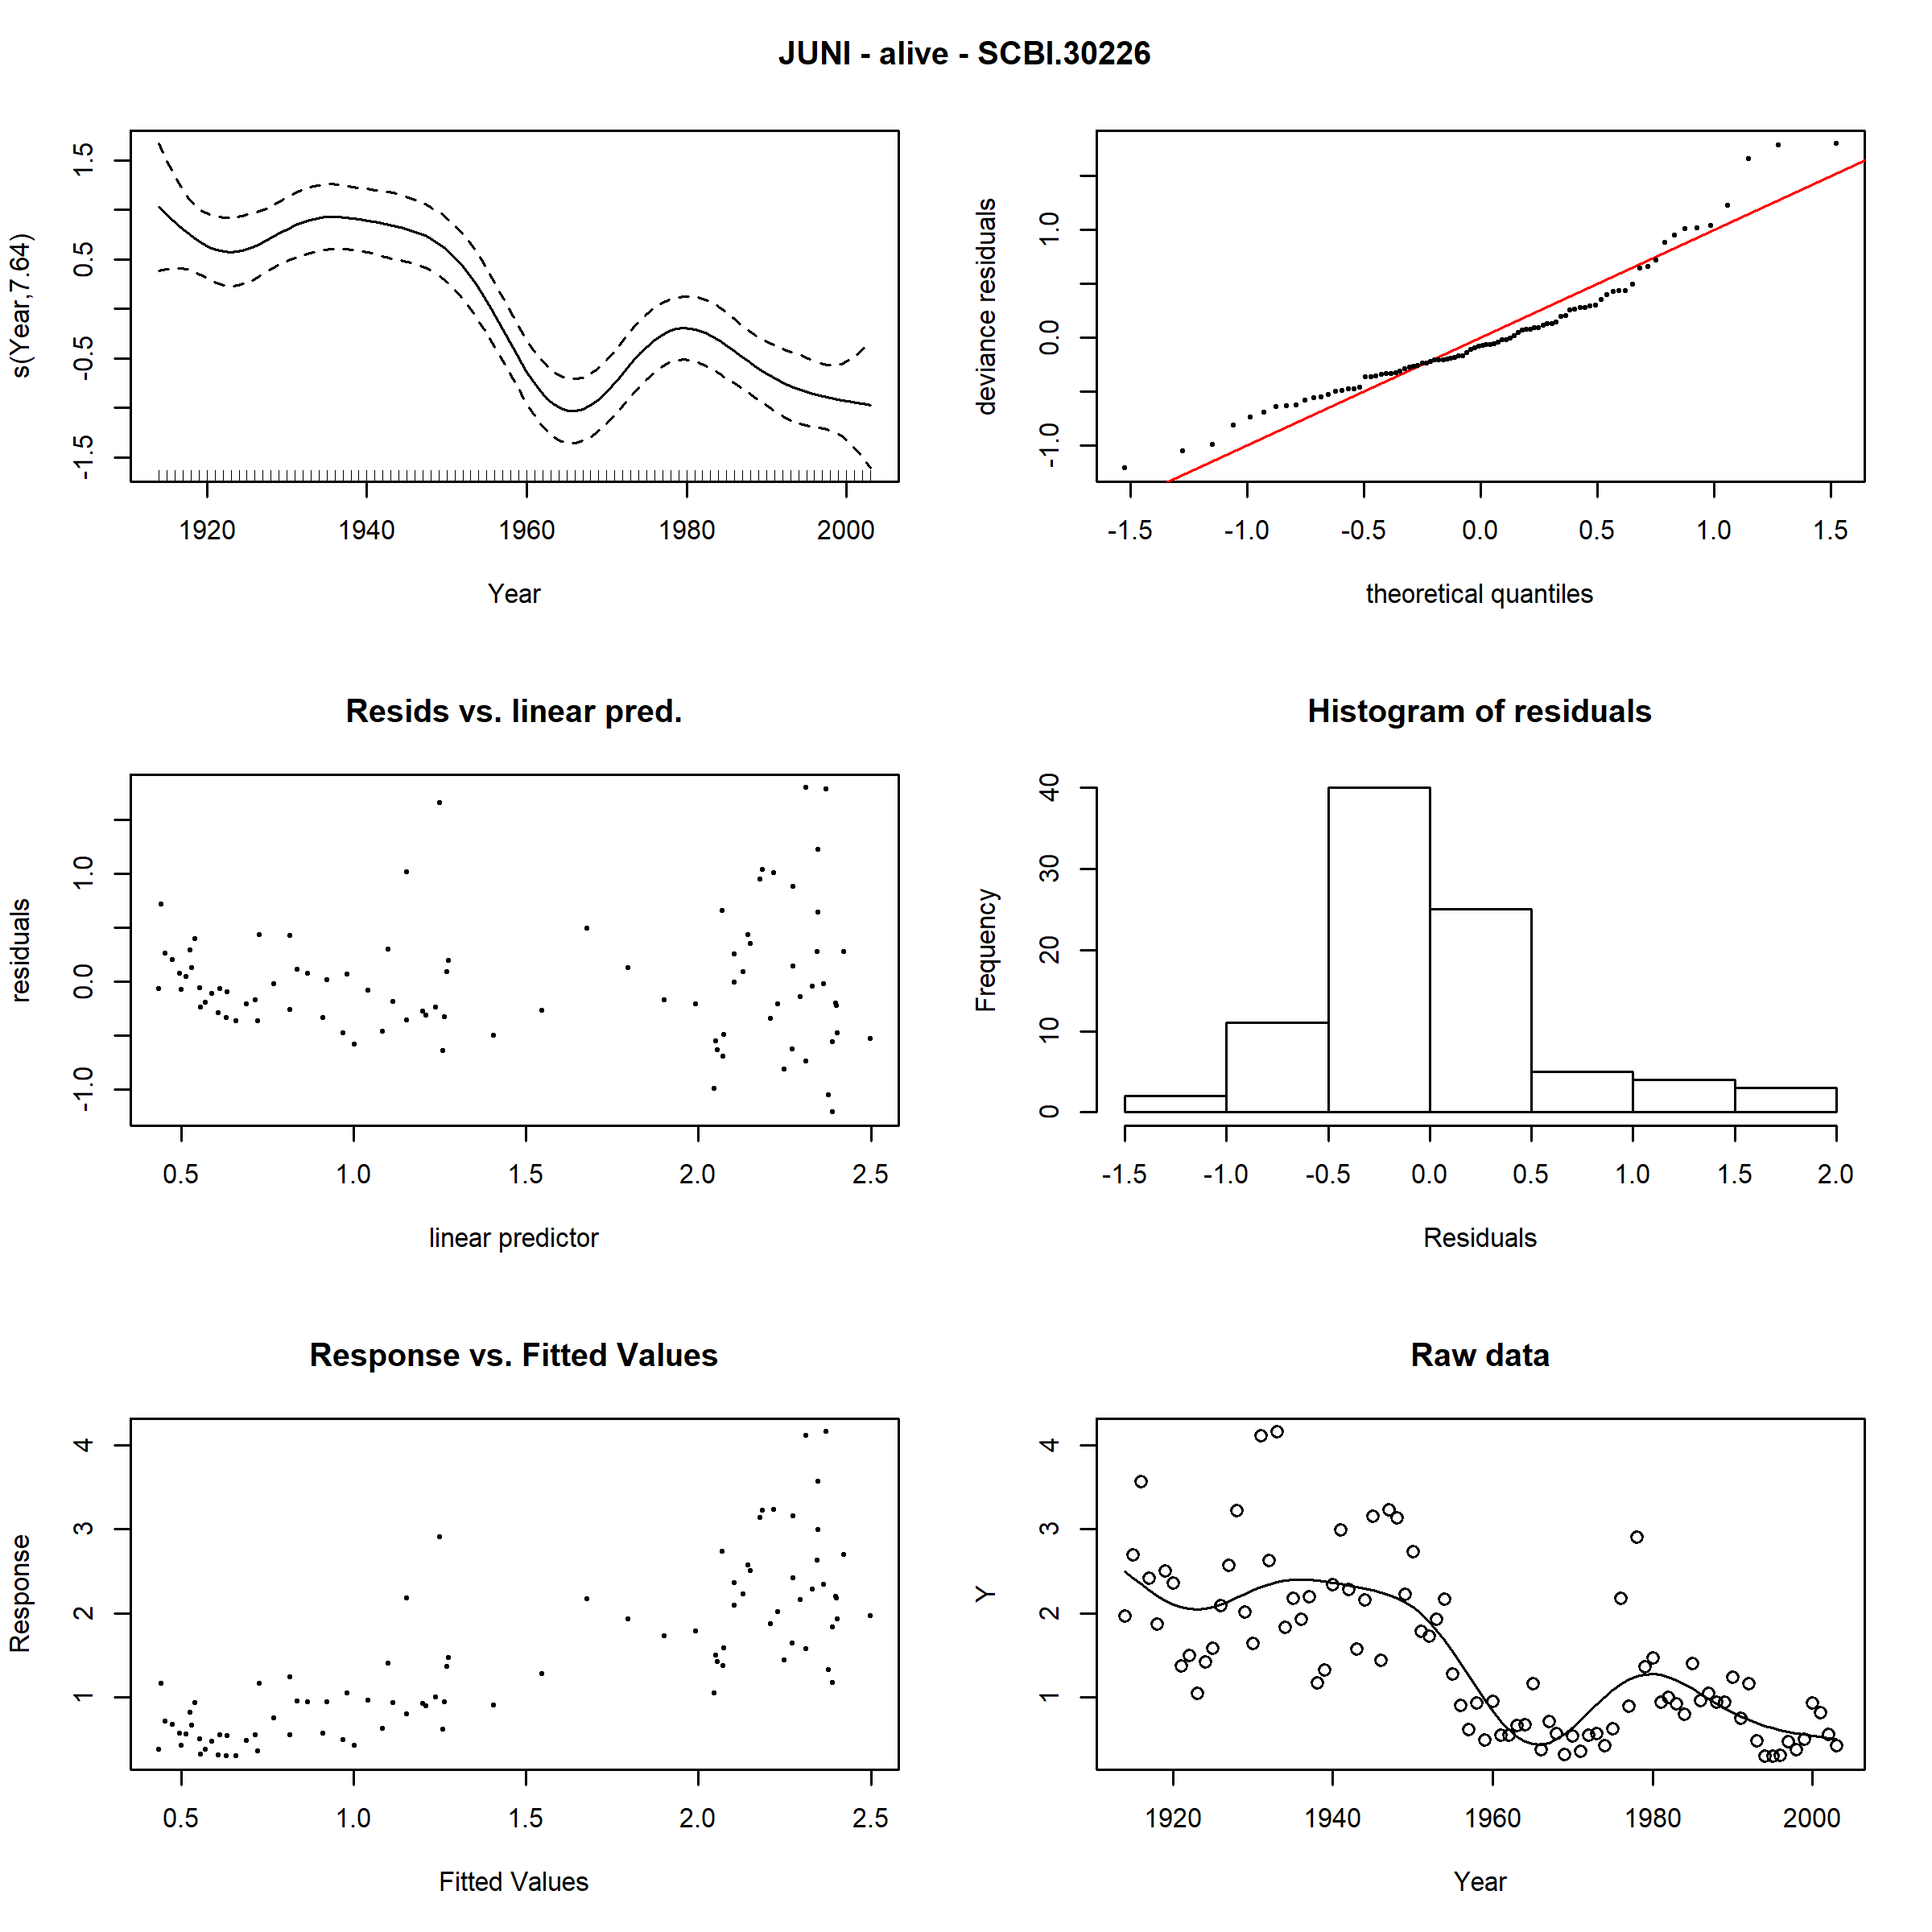 JUNI - alive - SCBI.30226
s(Year,7.64)
-1.5 -0.5 0.5 1.5
1920 1940 1960 1980 2000
Year
deviance residuals
-1.0 0.0 1.0
-1.5 -1.0 -0.5 0.0 0.5 1.0 1.5
theoretical quantiles
Resids vs. linear pred.
residuals
-1.0 0.0 1.0
0.5 1.0 1.5 2.0 2.5
linear predictor
Histogram of residuals
Frequency
0 10 20 30 40
-1.5 -1.0 -0.5 0.0 0.5 1.0 1.5 2.0
Residuals
Response vs. Fitted Values
Response
1 2 3 4
0.5 1.0 1.5 2.0 2.5
Fitted Values
Raw data
Y
1 2 3 4
1920 1940 1960 1980 2000
Year